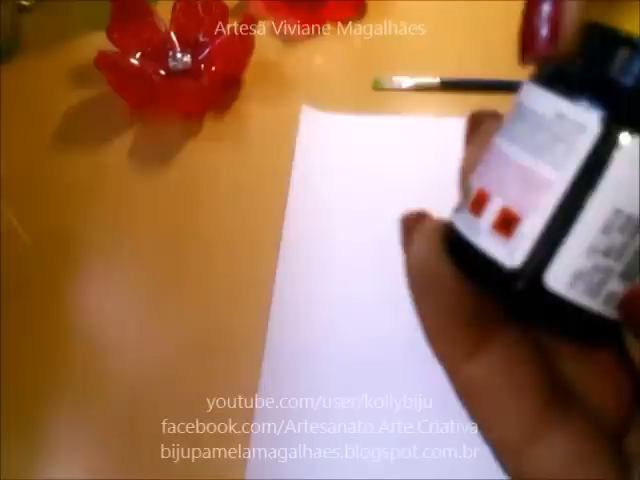 Artesã Viviane Magalhães
youtube.com/user/kollybiju
facebook.com/Artesanato.Arte.Criativa
bijupamelamagalhaes.blogspot.com.br